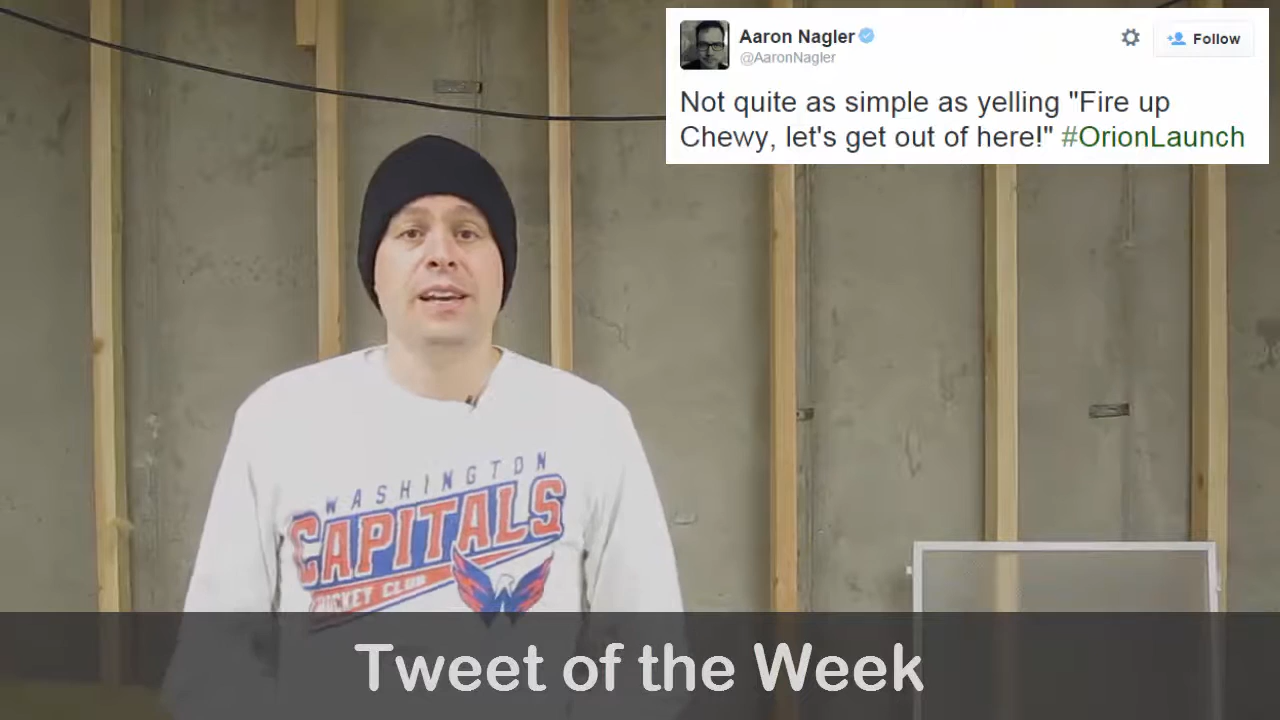 Aaron Nagler
@AaronNagler
Follow
Not quite as simple as yelling "Fire up
Chewy, let's get out of here!" #OrionLaunch
WASHINGTON
CAPITALS
HOCKEY CLUB
Tweet of the Week